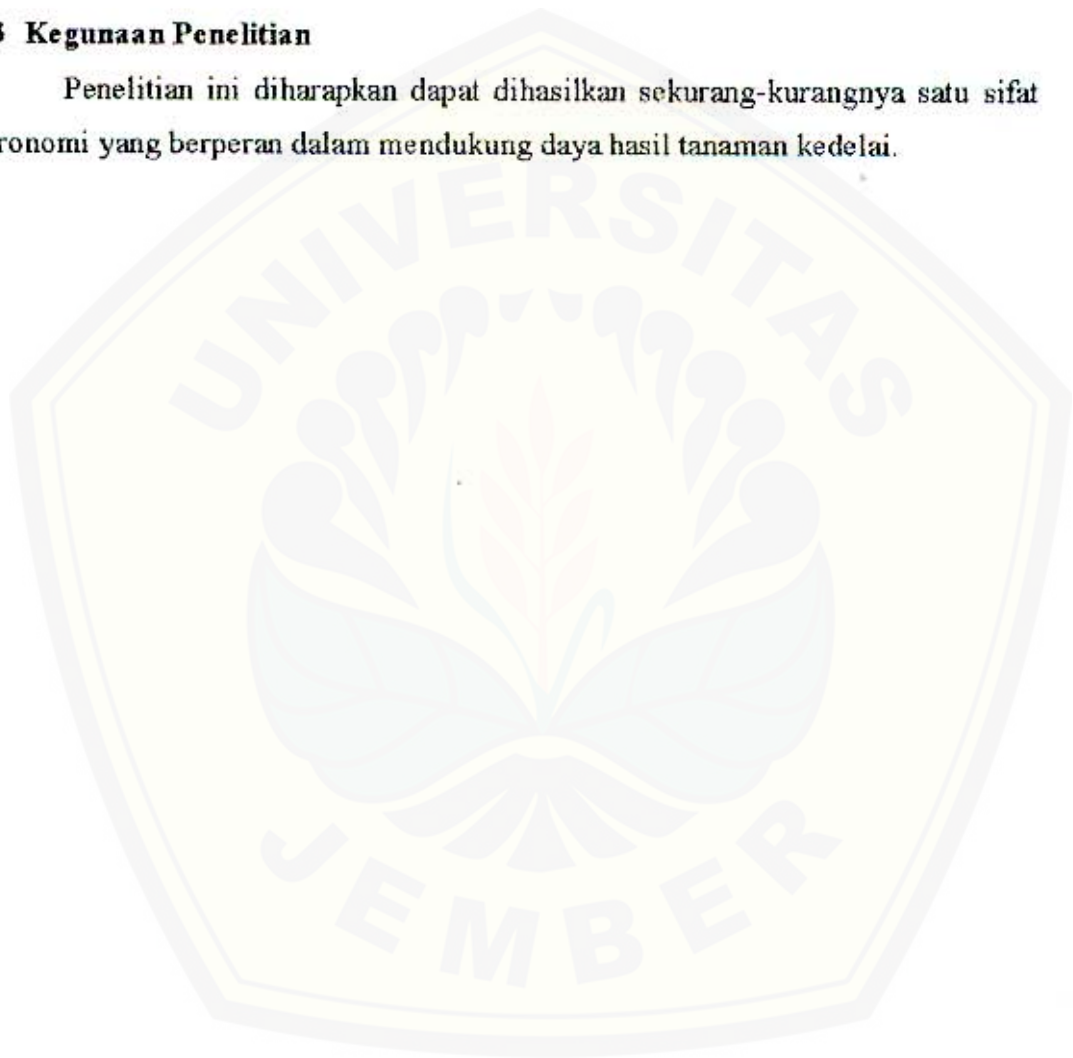 Kegunaan Penelitian
Penelitian ini diharapkan dapat dihasilkan sekurang-kurangnya satu sifat
ronomi yang berperan dalam mendukung daya hasil tanaman kedelai.
UNIVERSITAS
JEMBER